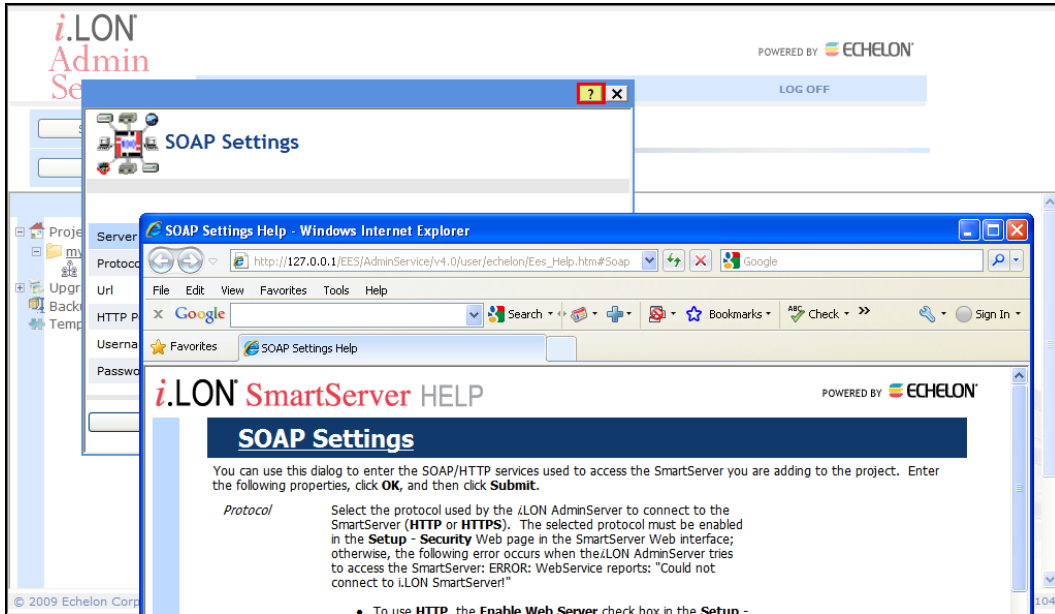 i.LON
Admin
Se
POWERED BY ECHELON
LOG OFF
? X
SOAP Settings
Proje
my
Upgr
Back
Temp
Server
Protoco
Url
HTTP P
Userna
Passwo
SOAP Settings Help - Windows Internet Explorer
http://127.0.0.1/EES/AdminService/v4.0/user/echelon/Ees_Help.htm#Soap
Google
File Edit View Favorites Tools Help
x Google Search Bookmarks Check >> Sign In
Favorites SOAP Settings Help
i.LON SmartServer HELP
POWERED BY ECHELON
SOAP Settings
You can use this dialog to enter the SOAP/HTTP services used to access the SmartServer you are adding to the project. Enter
the following properties, click OK, and then click Submit.
Protocol Select the protocol used by the i.LON AdminServer to connect to the
SmartServer (HTTP or HTTPS). The selected protocol must be enabled
in the Setup - Security Web page in the SmartServer Web interface;
otherwise, the following error occurs when the i.LON AdminServer tries
to access the SmartServer: ERROR: WebService reports: "Could not
connect to i.LON SmartServer!"
• To use HTTP, the Enable Web Server check box in the Setup -
© 2009 Echelon Corp
104